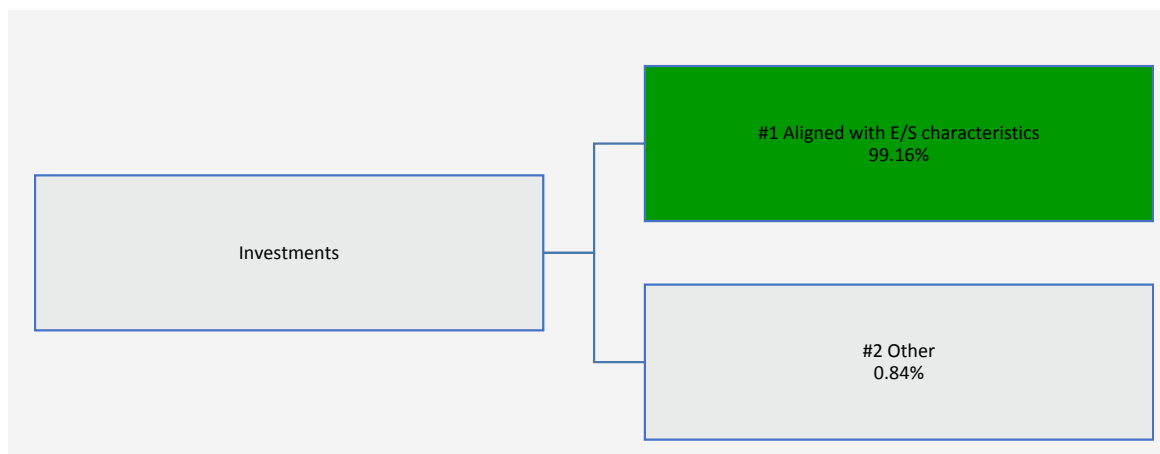 #1 Aligned with E/S characteristics
99.16%
Investments
#2 Other
0.84%